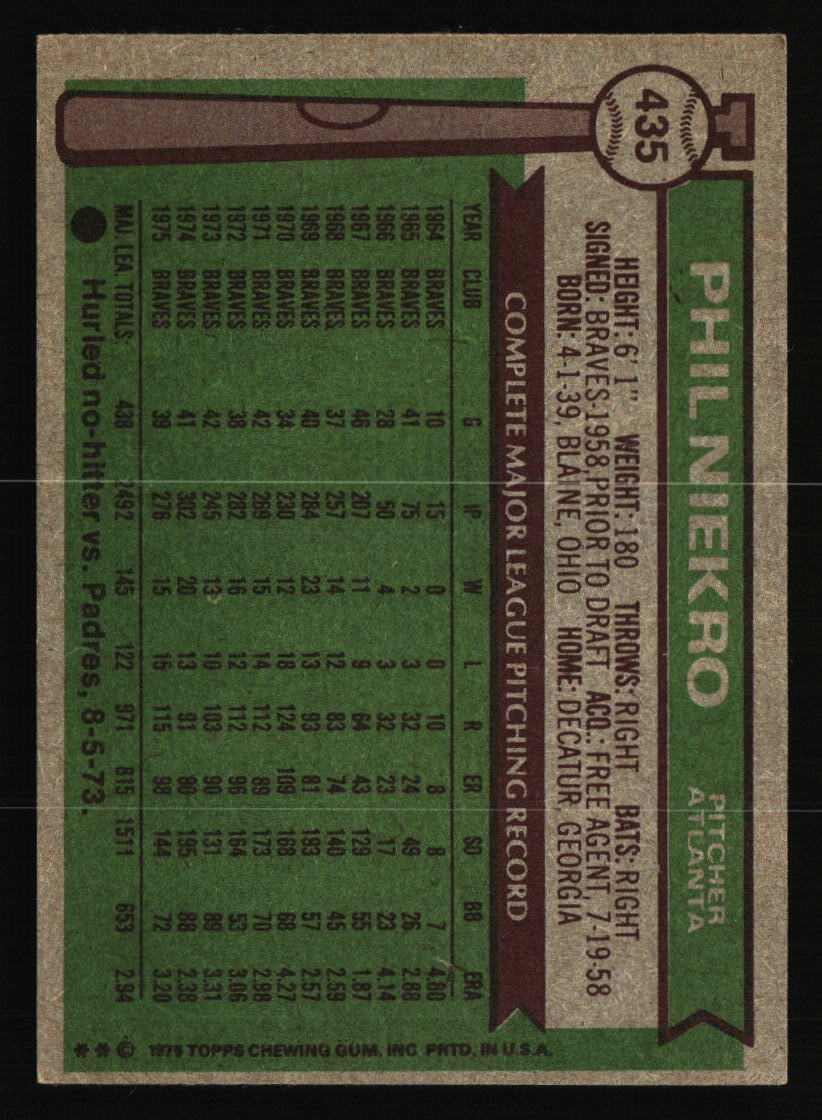 435
PHIL NIEKRO
PITCHER
ATLANTA
HEIGHT: 6' 1" WEIGHT: 180 THROWS: RIGHT BATS: RIGHT
SIGNED: BRAVES-1958, PRIOR TO DRAFT ACQ.: FREE AGENT, 7-19-58
BORN: 4-1-39, BLAINE, OHIO HOME: DECATUR, GEORGIA
COMPLETE MAJOR LEAGUE PITCHING RECORD
YEAR CLUB G IP W L R ER SO BB ERA
1964 BRAVES 10 15 0 0 10 8 8 7 4.80
1965 BRAVES 41 75 2 3 32 24 49 26 2.88
1966 BRAVES 28 50 4 3 32 23 17 23 4.14
1967 BRAVES 46 207 11 9 64 43 129 55 1.87
1968 BRAVES 37 257 14 12 83 74 140 45 2.59
1969 BRAVES 40 284 23 13 93 81 193 57 2.57
1970 BRAVES 34 230 12 18 124 109 168 68 4.27
1971 BRAVES 42 269 15 14 112 89 173 70 2.98
1972 BRAVES 38 282 16 12 112 96 164 53 3.06
1973 BRAVES 42 245 13 10 103 90 131 89 3.31
1974 BRAVES 41 302 20 13 91 80 195 88 2.38
1975 BRAVES 39 276 15 15 115 98 144 72 3.20
MAJ. LEA. TOTALS 438 2492 145 122 971 815 1511 653 2.94
● Hurled no-hitter vs. Padres, 8-5-73.
* * © 1976 TOPPS CHEWING GUM, INC. PRTD. IN U.S.A.